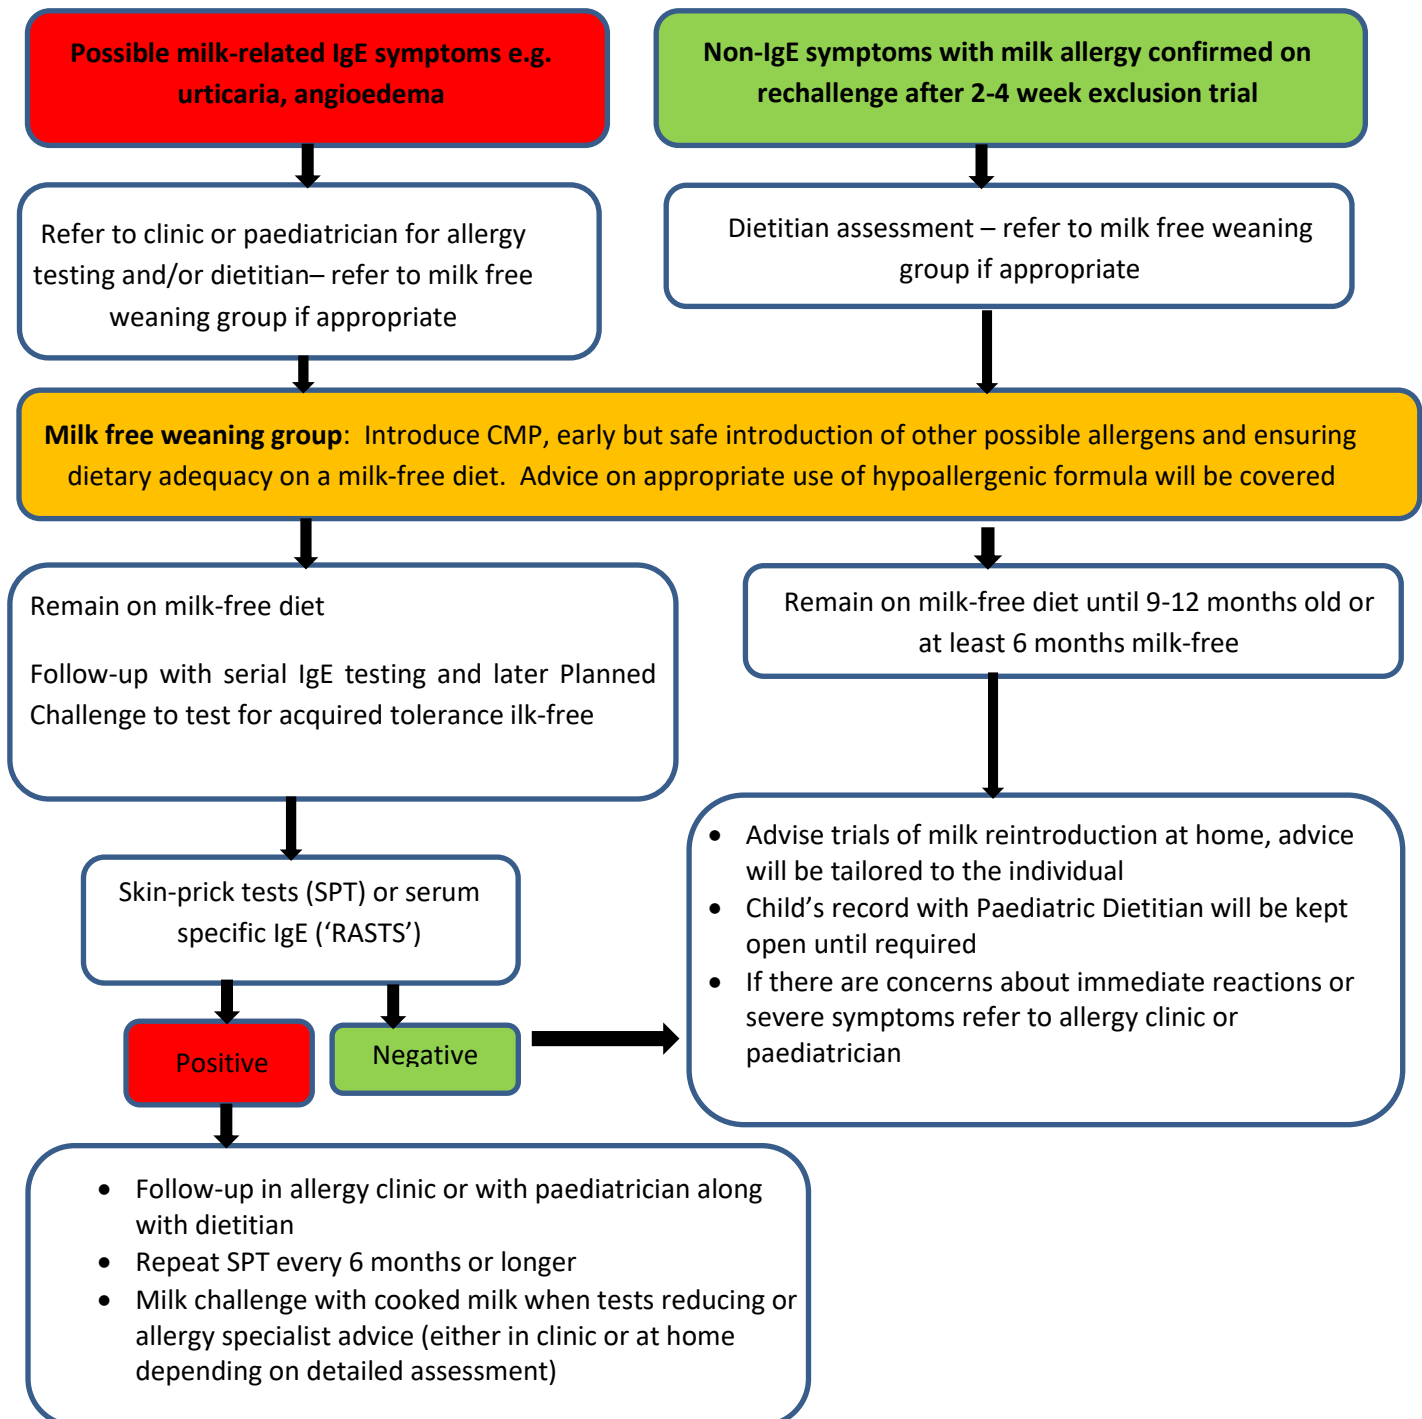 Possible milk-related IgE symptoms e.g.
urticaria, angioedema
Non-IgE symptoms with milk allergy confirmed on
rechallenge after 2-4 week exclusion trial
Refer to clinic or paediatrician for allergy
testing and/or dietitian– refer to milk free
weaning group if appropriate
Dietitian assessment – refer to milk free weaning
group if appropriate
Milk free weaning group: Introduce CMP, early but safe introduction of other possible allergens and ensuring
dietary adequacy on a milk-free diet. Advice on appropriate use of hypoallergenic formula will be covered
Remain on milk-free diet
Follow-up with serial IgE testing and later Planned
Challenge to test for acquired tolerance ilk-free
Remain on milk-free diet until 9-12 months old or
at least 6 months milk-free
Skin-prick tests (SPT) or serum
specific IgE (‘RASTS’)
Positive
Negative
• Advise trials of milk reintroduction at home, advice
will be tailored to the individual
• Child’s record with Paediatric Dietitian will be kept
open until required
• If there are concerns about immediate reactions or
severe symptoms refer to allergy clinic or
paediatrician
• Follow-up in allergy clinic or with paediatrician along
with dietitian
• Repeat SPT every 6 months or longer
• Milk challenge with cooked milk when tests reducing or
allergy specialist advice (either in clinic or at home
depending on detailed assessment)